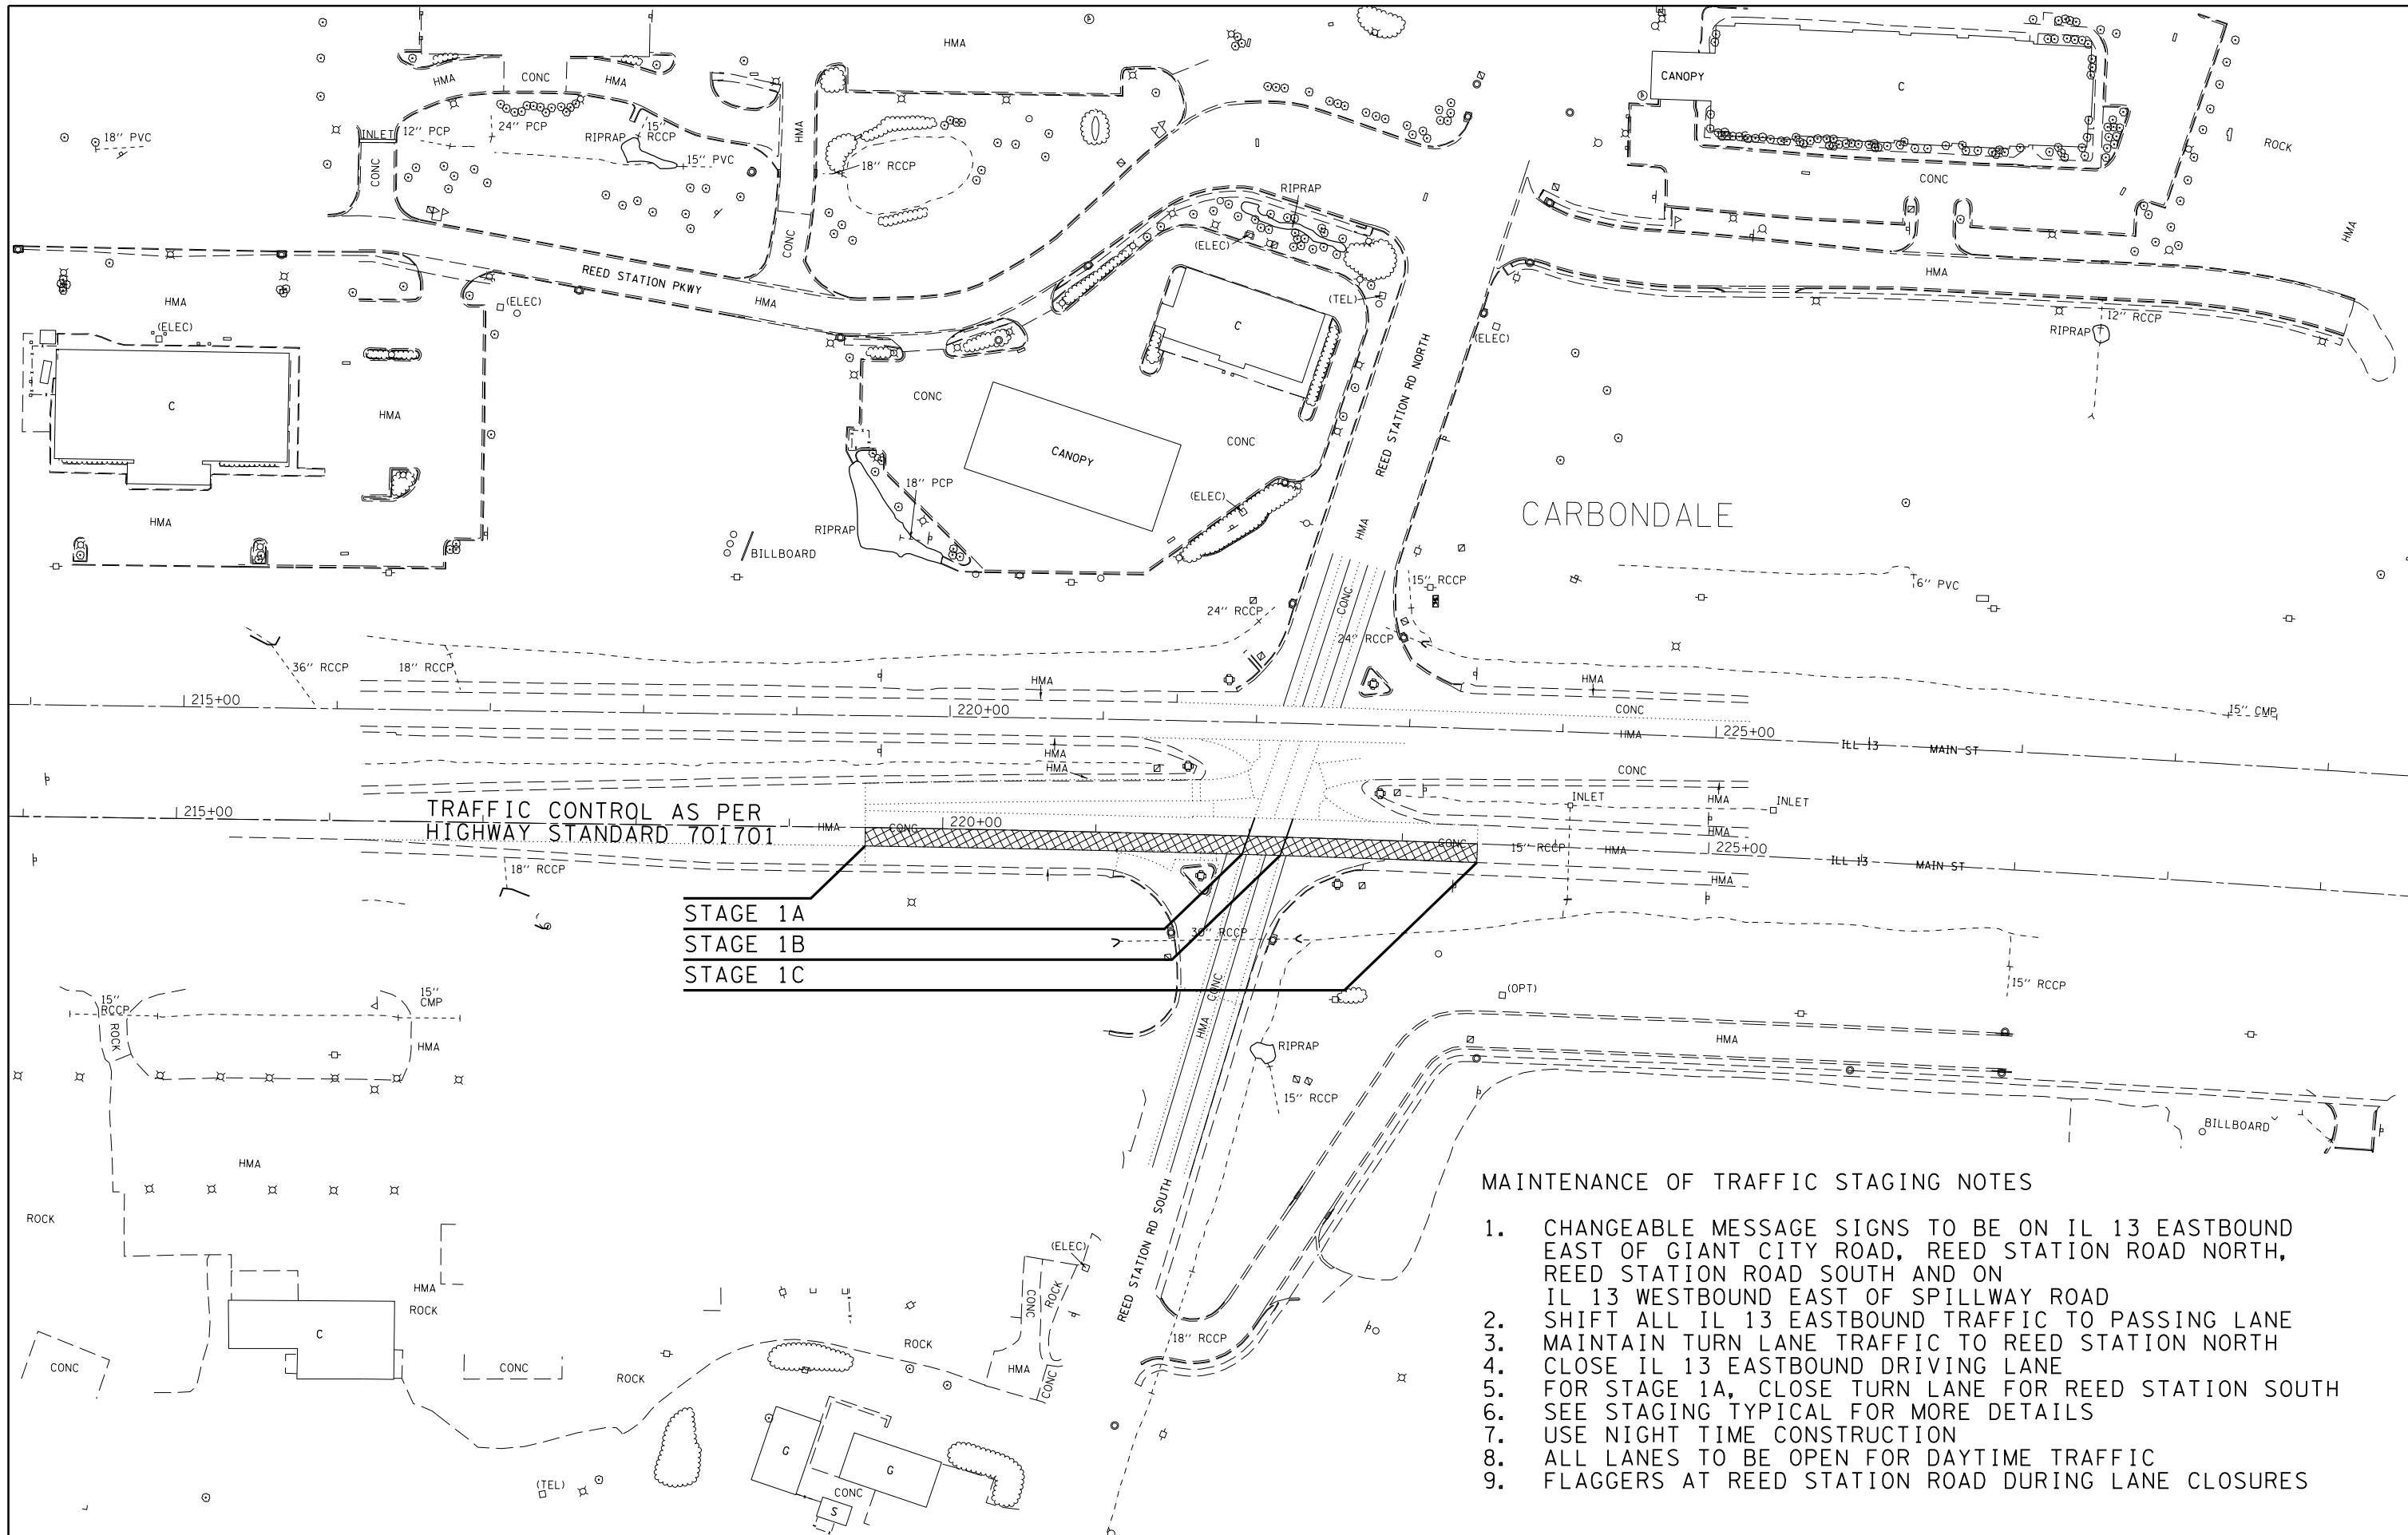 HMA
HMA
CONC
HMA
CANOPY
C
18" PVC
INLET
12" PCP
24" PCP
RIPRAP
15"
RCCP
15" PVC
HMA
CONC
18" RCCP
ROCK
CONC
RIPRAP
CONC
(ELEC)
HMA
REED STATION PKWY
HMA
HMA
(ELEC)
(TEL)
HMA
(ELEC)
C
(ELEC)
RIPRAP
12" RCCP
C
HMA
CONC
REED STATION RD NORTH
CANOPY
CONC
HMA
18" PCP
(ELEC)
RIPRAP
BILLBOARD
HMA
CARBONDALE
15" RCCP
6" PVC
CONC
24" RCCP
24" RCCP
36" RCCP
18" RCCP
HMA
HMA
215+00
220+00
CONC
225+00
HMA
ILL 13
MAIN ST
15" CMP
HMA
HMA
CONC
INLET
HMA
INLET
215+00
TRAFFIC CONTROL AS PER
HIGHWAY STANDARD 701701
HMA
CONC
220+00
CONC
15" RCCP
HMA
HMA
225+00
ILL 13
MAIN ST
HMA
18" RCCP
STAGE 1A
30" RCCP
STAGE 1B
STAGE 1C
CONC
HMA
(OPT)
15" RCCP
15"
RCCP
15"
CMP
ROCK
HMA
RIPRAP
HMA
15" RCCP
BILLBOARD
HMA
ROCK
REED STATION RD SOUTH
(ELEC)
CONC
ROCK
HMA
ROCK
C
18" RCCP
CONC
CONC
ROCK
ROCK
HMA
CONC
G
G
CONC
S
(TEL)
MAINTENANCE OF TRAFFIC STAGING NOTES
1. CHANGEABLE MESSAGE SIGNS TO BE ON IL 13 EASTBOUND
EAST OF GIANT CITY ROAD, REED STATION ROAD NORTH,
REED STATION ROAD SOUTH AND ON
IL 13 WESTBOUND EAST OF SPILLWAY ROAD
2. SHIFT ALL IL 13 EASTBOUND TRAFFIC TO PASSING LANE
3. MAINTAIN TURN LANE TRAFFIC TO REED STATION NORTH
4. CLOSE IL 13 EASTBOUND DRIVING LANE
5. FOR STAGE 1A, CLOSE TURN LANE FOR REED STATION SOUTH
6. SEE STAGING TYPICAL FOR MORE DETAILS
7. USE NIGHT TIME CONSTRUCTION
8. ALL LANES TO BE OPEN FOR DAYTIME TRAFFIC
9. FLAGGERS AT REED STATION ROAD DURING LANE CLOSURES